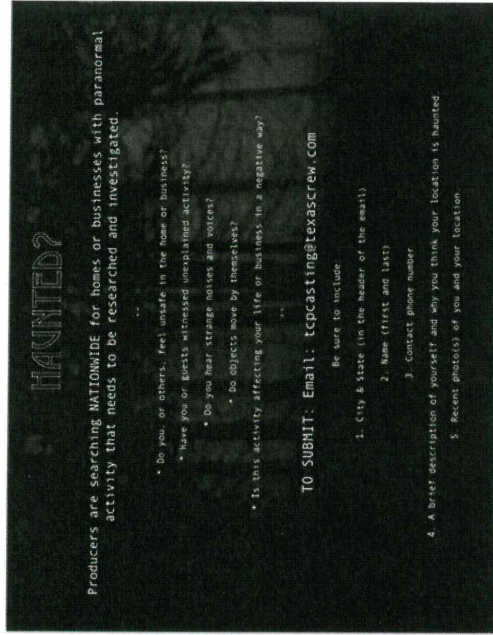 HAUNTED?
Producers are searching NATIONWIDE for homes or businesses with paranormal
activity that needs to be researched and investigated.
--
* Do you, or others, feel unsafe in the home or business?
* Have you or guests witnessed unexplained activity?
* Do you hear strange noises and voices?
* Do objects move by themselves?
* Is this activity affecting your life or business in a negative way?
--
TO SUBMIT: Email: tcpcasting@texascrew.com
Be sure to include
1. City & State (in the header of the email)
2. Name (first and last)
3. Contact phone number
4. A brief description of yourself and why you think your location is haunted
5. Recent photo(s) of you and your location